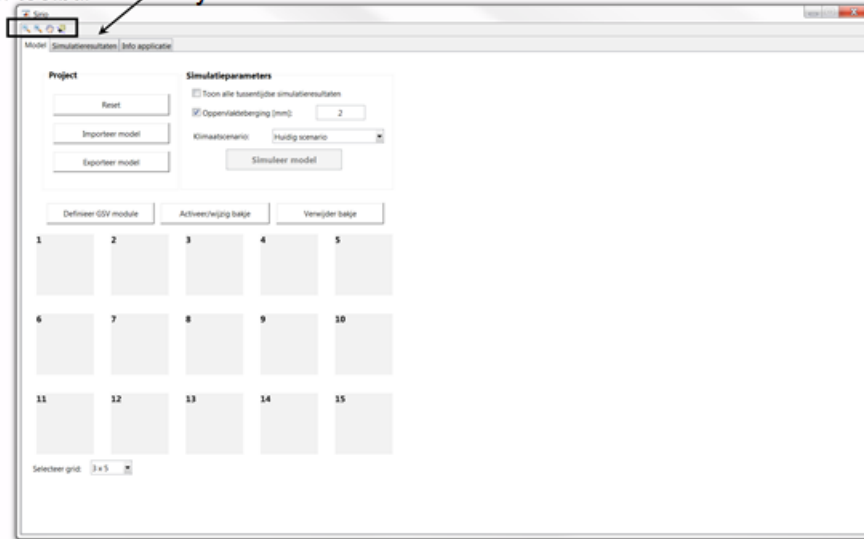 Sirio
Model Simulatieresultaten Info applicatie
Project
Simulatieparameters
Reset
Toon alle tussentijdse simulatieresultaten
Oppervlakteberging [mm]: 2
Importeer model
Klimaatscenario: Huidig scenario
Exporteer model
Simuleer model
Definieer GSV module Activeer/wijzig bakje Verwijder bakje
1 2 3 4 5
6 7 8 9 10
11 12 13 14 15
Selecteer grid: 3 x 5